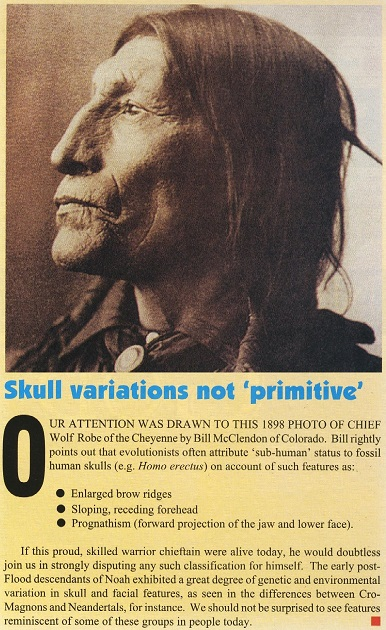 Skull variations not ‘primitive’
OUR ATTENTION WAS DRAWN TO THIS 1898 PHOTO OF CHIEF
Wolf Robe of the Cheyenne by Bill McClendon of Colorado. Bill rightly
points out that evolutionists often attribute ‘sub-human’ status to fossil
human skulls (e.g. Homo erectus) on account of such features as:
● Enlarged brow ridges
● Sloping, receding forehead
● Prognathism (forward projection of the jaw and lower face).
If this proud, skilled warrior chieftain were alive today, he would doubtless
join us in strongly disputing any such classification for himself. The early post-
Flood descendants of Noah exhibited a great degree of genetic and environmental
variation in skull and facial features, as seen in the differences between Cro-
Magnons and Neandertals, for instance. We should not be surprised to see features
reminiscent of some of these groups in people today.